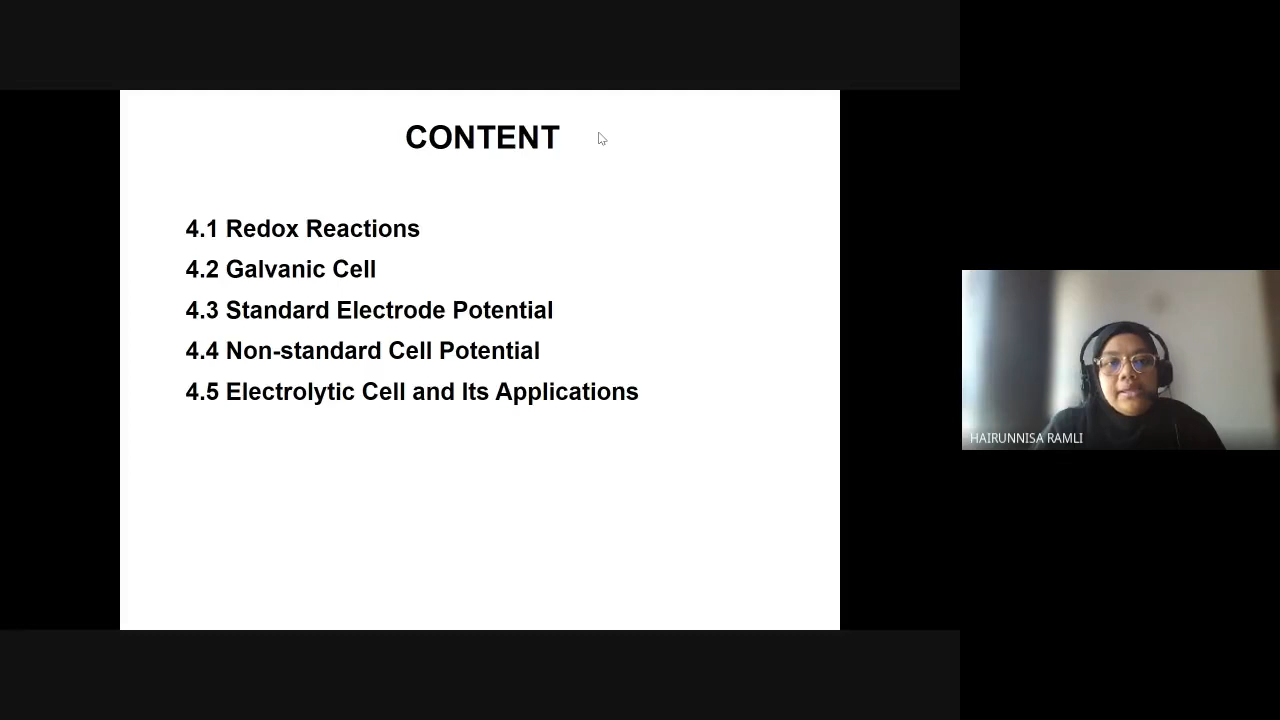 CONTENT
4.1 Redox Reactions
4.2 Galvanic Cell
4.3 Standard Electrode Potential
4.4 Non-standard Cell Potential
4.5 Electrolytic Cell and Its Applications
HAIRUNNISA RAMLI